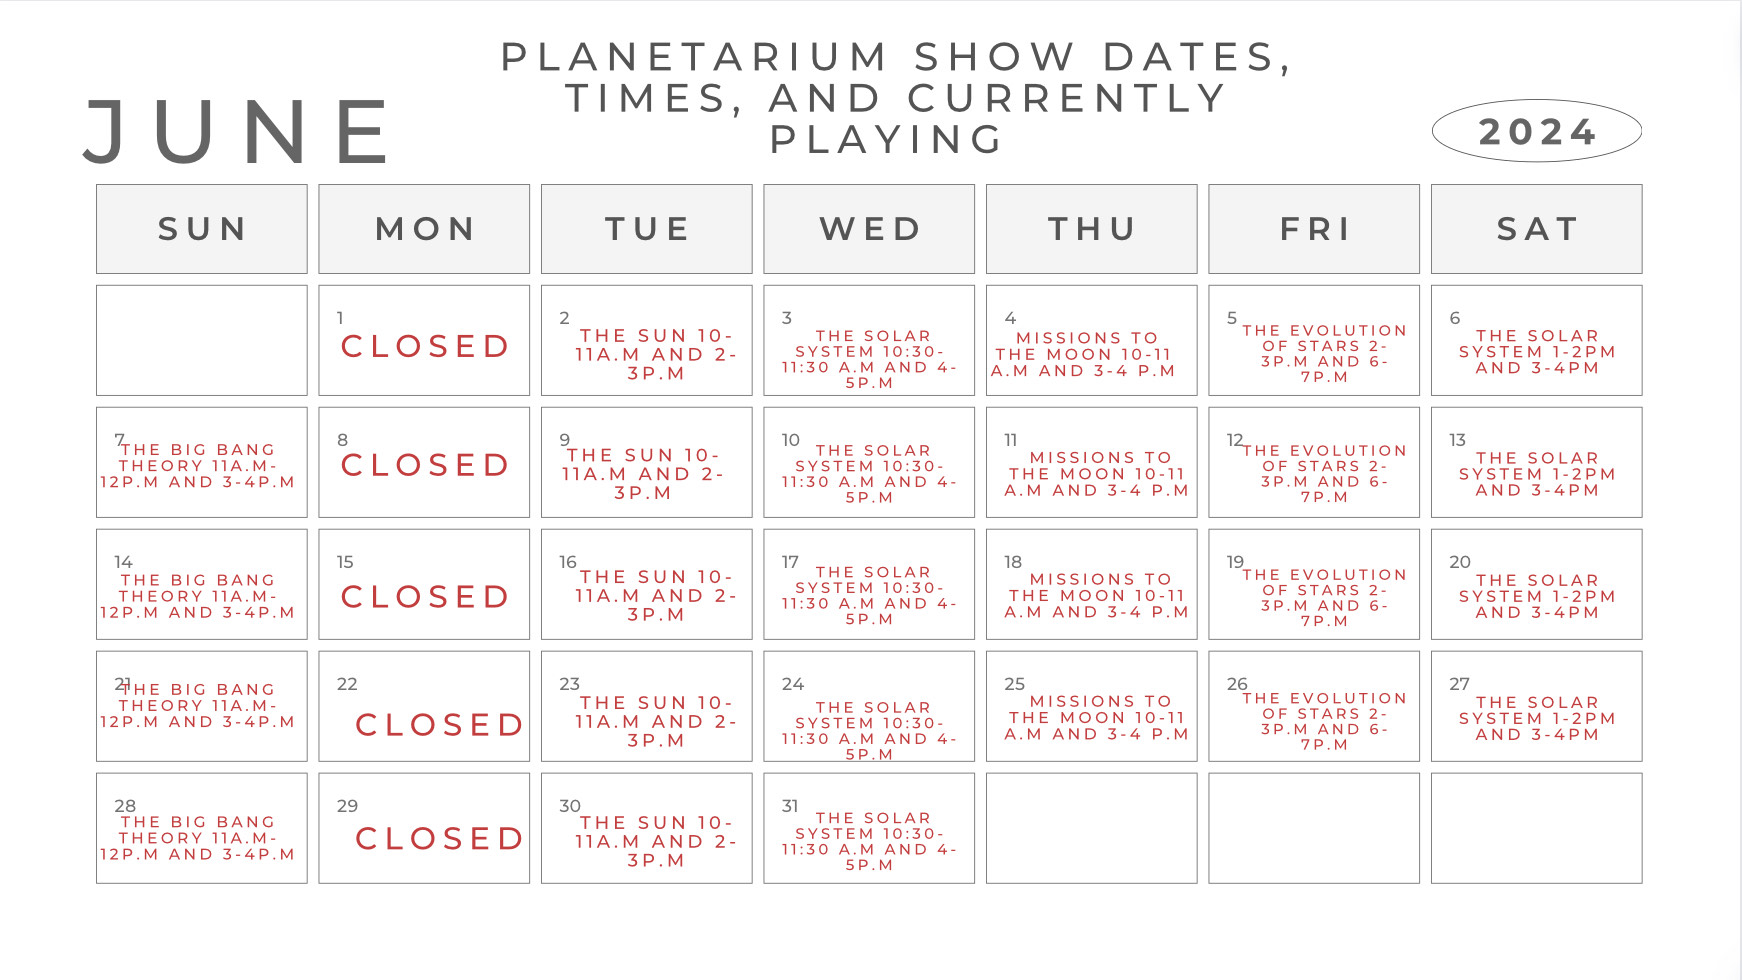 JUNE
PLANETARIUM SHOW DATES,
TIMES, AND CURRENTLY
PLAYING
2024
SUN
MON
TUE
WED
THU
FRI
SAT
1
CLOSED
2
THE SUN 10-
11A.M AND 2-
3P.M
3
THE SOLAR
SYSTEM 10:30-
11:30 A.M AND 4-
5P.M
4
MISSIONS TO
THE MOON 10-11
A.M AND 3-4 P.M
5
THE EVOLUTION
OF STARS 2-
3P.M AND 6-
7P.M
6
THE SOLAR
SYSTEM 1-2PM
AND 3-4PM
7
THE BIG BANG
THEORY 11A.M-
12P.M AND 3-4P.M
8
CLOSED
9
THE SUN 10-
11A.M AND 2-
3P.M
10
THE SOLAR
SYSTEM 10:30-
11:30 A.M AND 4-
5P.M
11
MISSIONS TO
THE MOON 10-11
A.M AND 3-4 P.M
12
THE EVOLUTION
OF STARS 2-
3P.M AND 6-
7P.M
13
THE SOLAR
SYSTEM 1-2PM
AND 3-4PM
14
THE BIG BANG
THEORY 11A.M-
12P.M AND 3-4P.M
15
CLOSED
16
THE SUN 10-
11A.M AND 2-
3P.M
17
THE SOLAR
SYSTEM 10:30-
11:30 A.M AND 4-
5P.M
18
MISSIONS TO
THE MOON 10-11
A.M AND 3-4 P.M
19
THE EVOLUTION
OF STARS 2-
3P.M AND 6-
7P.M
20
THE SOLAR
SYSTEM 1-2PM
AND 3-4PM
21
THE BIG BANG
THEORY 11A.M-
12P.M AND 3-4P.M
22
CLOSED
23
THE SUN 10-
11A.M AND 2-
3P.M
24
THE SOLAR
SYSTEM 10:30-
11:30 A.M AND 4-
5P.M
25
MISSIONS TO
THE MOON 10-11
A.M AND 3-4 P.M
26
THE EVOLUTION
OF STARS 2-
3P.M AND 6-
7P.M
27
THE SOLAR
SYSTEM 1-2PM
AND 3-4PM
28
THE BIG BANG
THEORY 11A.M-
12P.M AND 3-4P.M
29
CLOSED
30
THE SUN 10-
11A.M AND 2-
3P.M
31
THE SOLAR
SYSTEM 10:30-
11:30 A.M AND 4-
5P.M